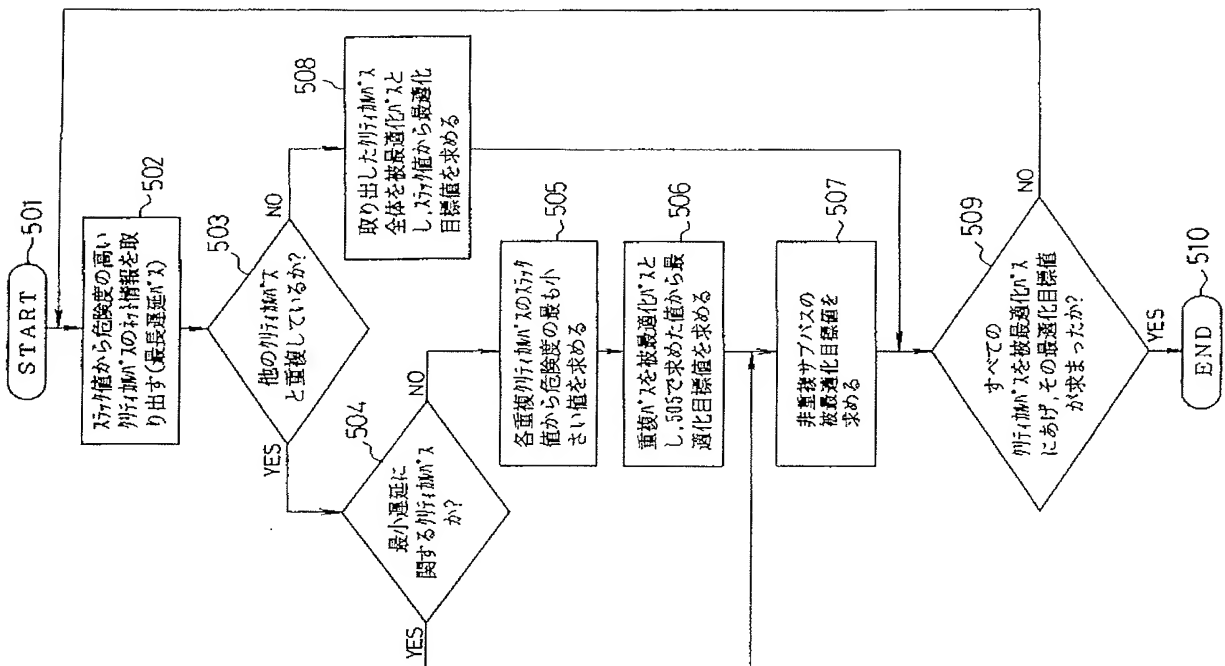 START
501
スラック値から危険度の高い
クリティカルパスのネット情報を取
り出す(最長遅延パス)
502
他のクリティカルパス
と重複しているか?
503
NO
YES
取り出したクリティカルパス
全体を被最適化パスと
し,スラック値から最適化
目標値を求める
508
最小遅延に
関するクリティカルパス
か?
504
NO
YES
各重複クリティカルパスのスラック
値から危険度の最も小
さい値を求める
505
重複パスを被最適化パスと
し,505で求めた値から最
適化目標値を求める
506
非重複サブパスの
被最適化目標値を
求める
507
すべての
クリティカルパスを被最適化パス
にあげ,その最適化目標値
が求まったか?
509
NO
YES
END
510